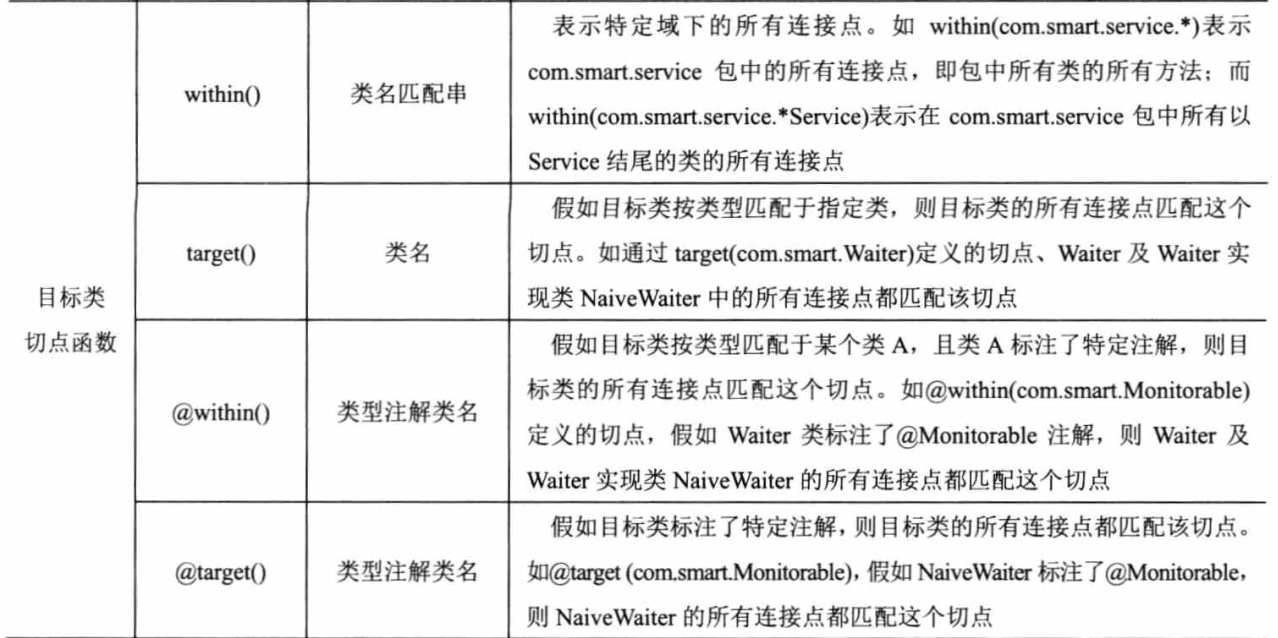 目标类
切点函数
within()
类名匹配串
表示特定域下的所有连接点。如 within(com.smart.service.*)表示
com.smart.service 包中的所有连接点，即包中所有类的所有方法；而
within(com.smart.service.*Service)表示在 com.smart.service 包中所有以
Service 结尾的类的所有连接点
target()
类名
假如目标类按类型匹配于指定类，则目标类的所有连接点匹配这个
切点。如通过 target(com.smart.Waiter)定义的切点、Waiter 及 Waiter 实
现类 NaiveWaiter 中的所有连接点都匹配该切点
@within()
类型注解类名
假如目标类按类型匹配于某个类 A，且类 A 标注了特定注解，则目
标类的所有连接点匹配这个切点。如@within(com.smart.Monitorable)
定义的切点，假如 Waiter 类标注了@Monitorable 注解，则 Waiter 及
Waiter 实现类 NaiveWaiter 的所有连接点都匹配这个切点
@target()
类型注解类名
假如目标类标注了特定注解，则目标类的所有连接点都匹配该切点。
如@target (com.smart.Monitorable)，假如 NaiveWaiter 标注了@Monitorable，
则 NaiveWaiter 的所有连接点都匹配这个切点